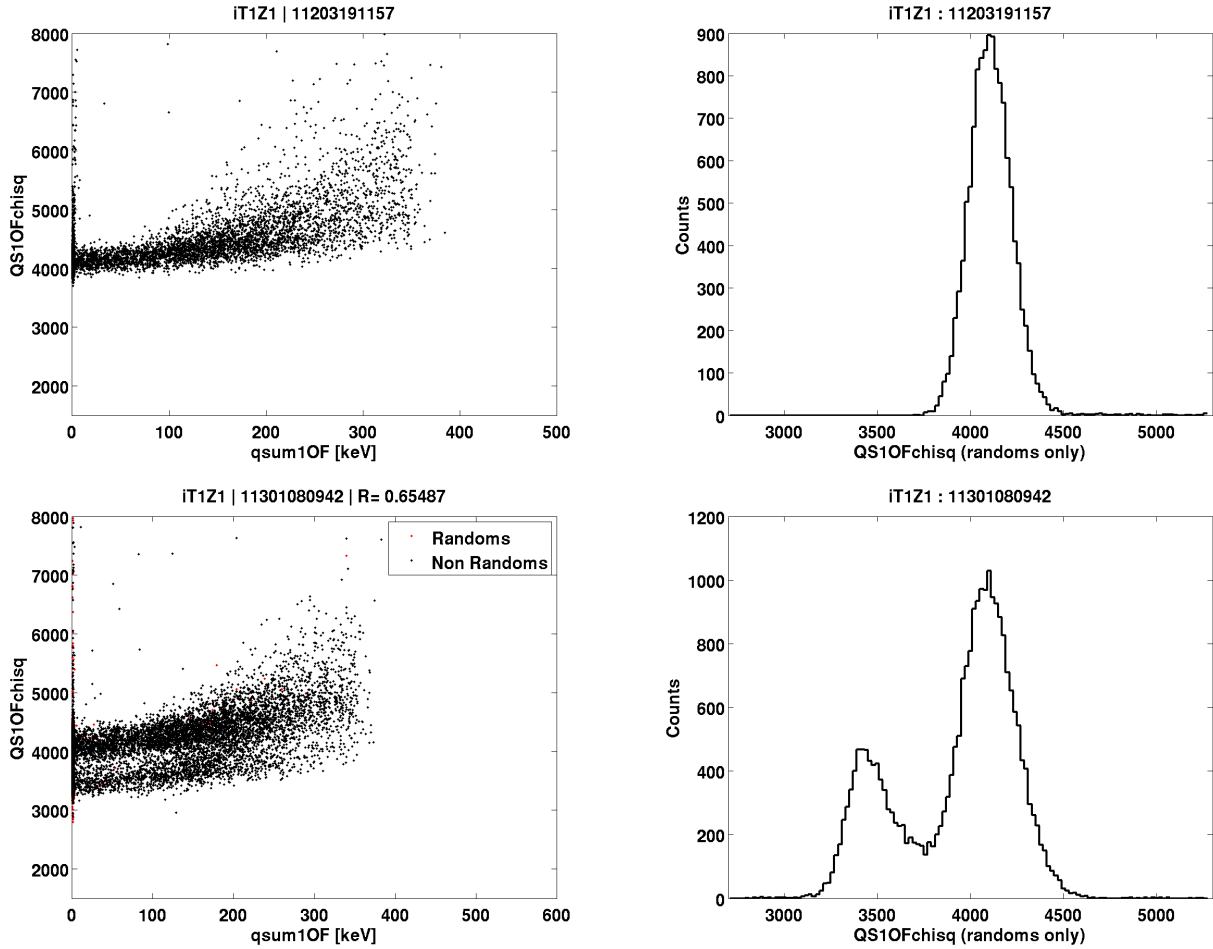 iT1Z1 | 11203191157
8000
7000
6000
5000
4000
3000
2000
QS1OFchisq
0 100 200 300 400 500
qsum1OF [keV]
iT1Z1 : 11203191157
900
800
700
600
500
400
300
200
100
0
Counts
3000 3500 4000 4500 5000
QS1OFchisq (randoms only)
iT1Z1 | 11301080942 | R= 0.65487
8000
7000
6000
5000
4000
3000
2000
QS1OFchisq
Randoms
Non Randoms
0 100 200 300 400 500 600
qsum1OF [keV]
iT1Z1 : 11301080942
1200
1000
800
600
400
200
0
Counts
3000 3500 4000 4500 5000
QS1OFchisq (randoms only)